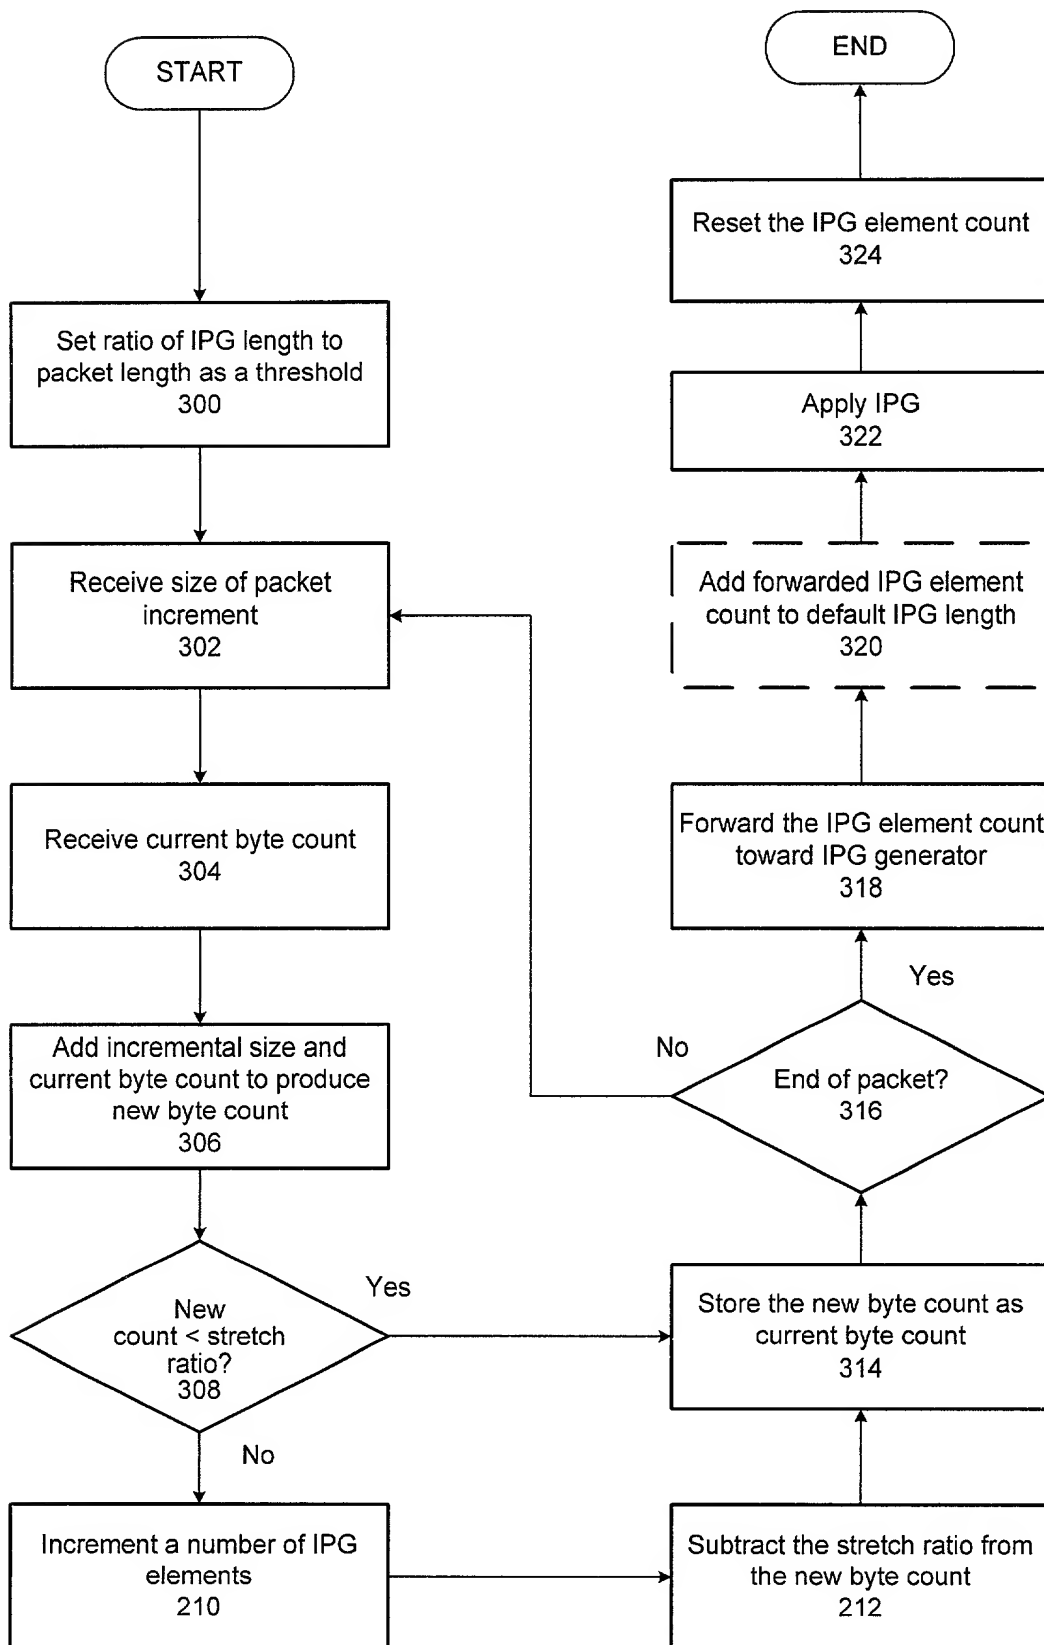 START
Set ratio of IPG length to
packet length as a threshold
300
Receive size of packet
increment
302
Receive current byte count
304
Add incremental size and
current byte count to produce
new byte count
306
New
count < stretch
ratio?
308
Yes
No
Increment a number of IPG
elements
210
Subtract the stretch ratio from
the new byte count
212
Store the new byte count as
current byte count
314
End of packet?
316
No
Yes
Forward the IPG element count
toward IPG generator
318
Add forwarded IPG element
count to default IPG length
320
Apply IPG
322
Reset the IPG element count
324
END